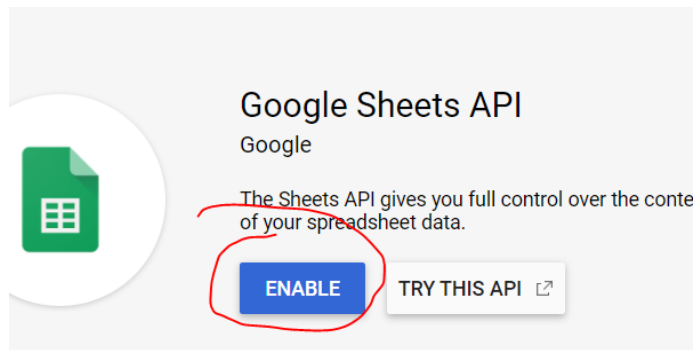 Google Sheets API
Google
The Sheets API gives you full control over the conte
of your spreadsheet data.
ENABLE
TRY THIS API